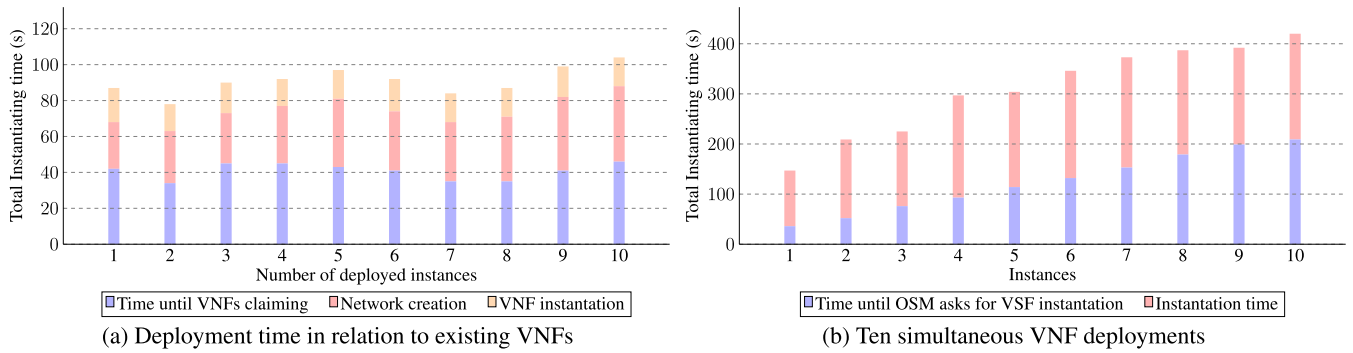 Total Instantiating time (s)
120
100
80
60
40
20
0
1 2 3 4 5 6 7 8 9 10
Number of deployed instances
Time until VNFs claiming Network creation VNF instantation
(a) Deployment time in relation to existing VNFs
Total Instantiating time (s)
400
300
200
100
0
1 2 3 4 5 6 7 8 9 10
Instances
Time until OSM asks for VSF instantation Instantation time
(b) Ten simultaneous VNF deployments